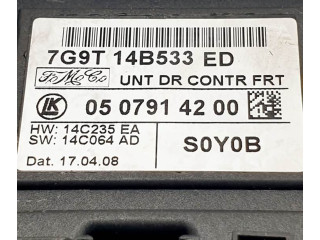 7G9T 14B533 ED
FoMoCo UNT DR CONTR FRT
LK 05 0791 42 00
HW: 14C235 EA
SW: 14C064 AD
S0Y0B
Dat. 17.04.08